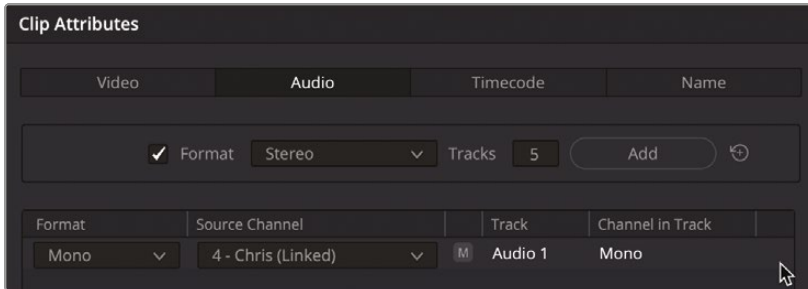 Clip Attributes
Video Audio Timecode Name
Format Stereo Tracks 5 Add
Format Source Channel Track Channel in Track
Mono 4 - Chris (Linked) M Audio 1 Mono